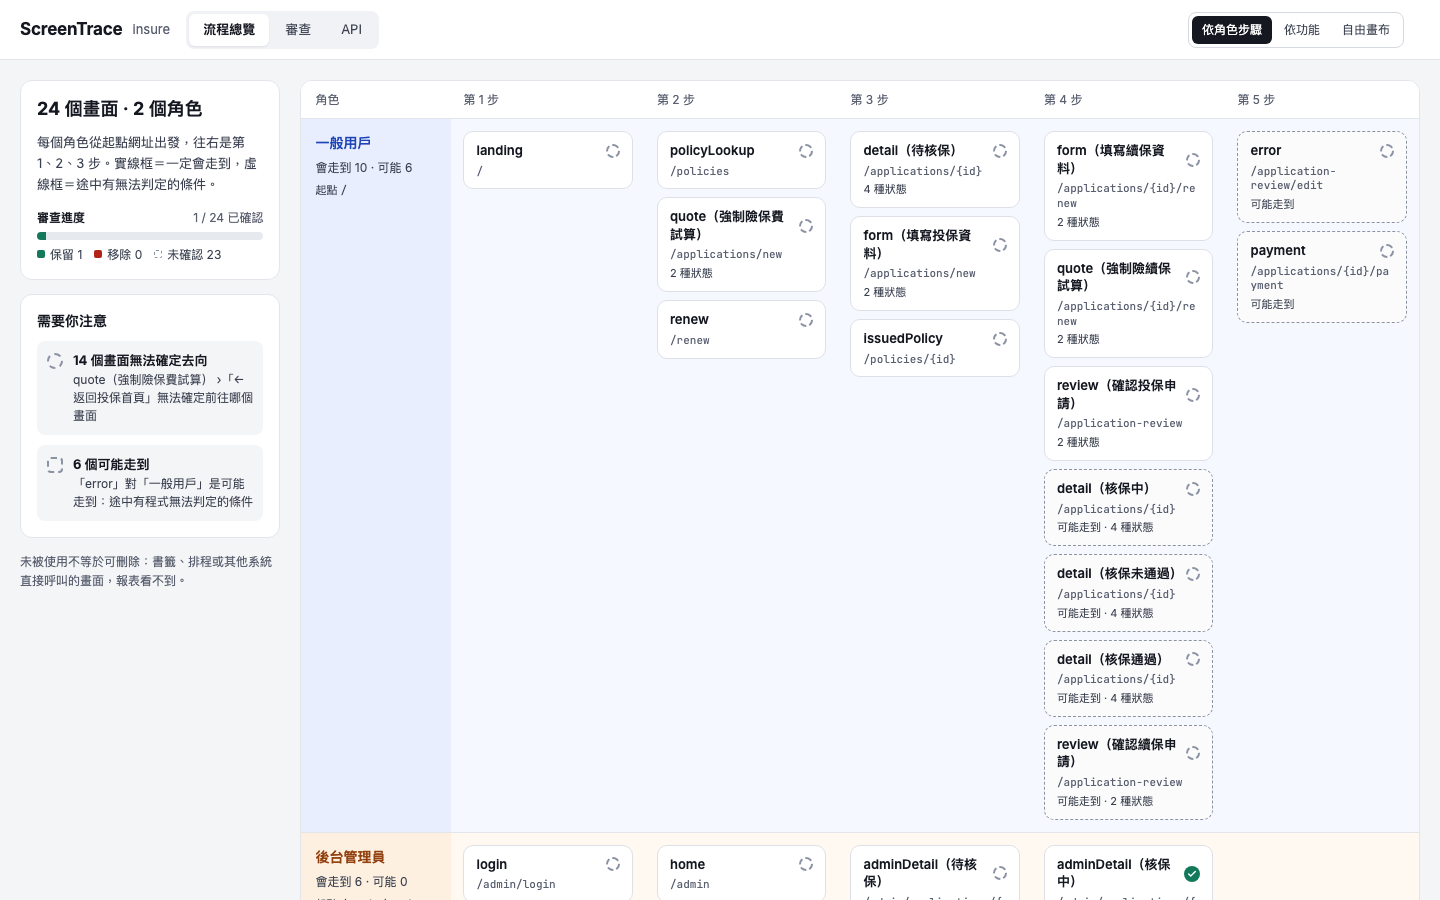 ScreenTrace Insure
流程總覽
審查
API
依角色步驟
依功能
自由畫布
24 個畫面 · 2 個角色
每個角色從起點網址出發，往右是第
1、2、3 步。實線框＝一定會走到，虛
線框＝途中有無法判定的條件。
審查進度
1 / 24 已確認
保留 1
移除 0
未確認 23
需要你注意
14 個畫面無法確定去向
quote（強制險保費試算） ›「←
返回投保首頁」無法確定前往哪個
畫面
6 個可能走到
「error」對「一般用戶」是可能
走到：途中有程式無法判定的條件
未被使用不等於可刪除：書籤、排程或其他系統
直接呼叫的畫面，報表看不到。
角色
第 1 步
第 2 步
第 3 步
第 4 步
第 5 步
一般用戶
會走到 10 · 可能 6
起點 /
landing
/
policyLookup
/policies
quote（強制險保費
試算）
/applications/new
2 種狀態
renew
/renew
detail（待核保）
/applications/{id}
4 種狀態
form（填寫投保資
料）
/applications/new
2 種狀態
issuedPolicy
/policies/{id}
form（填寫續保資
料）
/applications/{id}/re
new
2 種狀態
quote（強制險續保
試算）
/applications/{id}/re
new
2 種狀態
review（確認投保申
請）
/application-review
2 種狀態
detail（核保中）
/applications/{id}
可能走到 · 4 種狀態
detail（核保未通過）
/applications/{id}
可能走到 · 4 種狀態
detail（核保通過）
/applications/{id}
可能走到 · 4 種狀態
review（確認續保申
請）
/application-review
可能走到 · 2 種狀態
error
/application-
review/edit
可能走到
payment
/applications/{id}/pa
yment
可能走到
後台管理員
會走到 6 · 可能 0
login
/admin/login
home
/admin
adminDetail（待核
保）
adminDetail（核保
中）